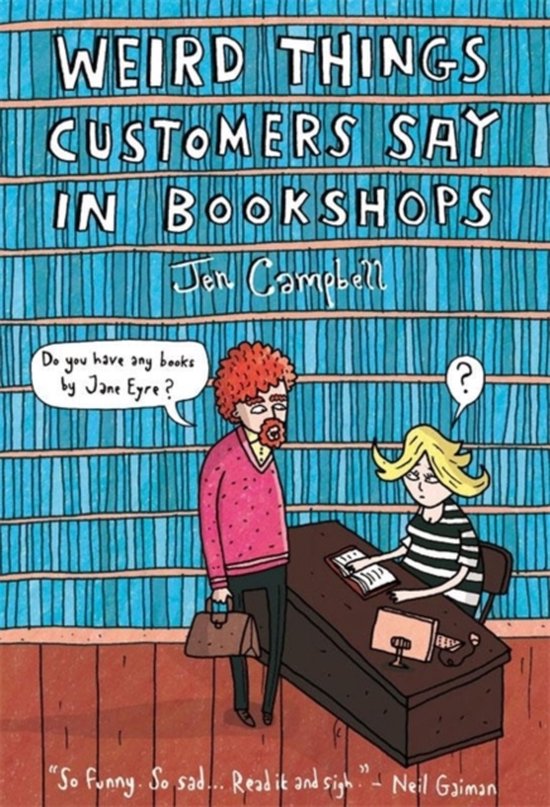 WEIRD THINGS
CUSTOMERS SAY
IN BOOKSHOPS
Jen Campbell
Do you have any books
by Jane Eyre?
?
"So funny. So sad... Read it and sigh." - Neil Gaiman